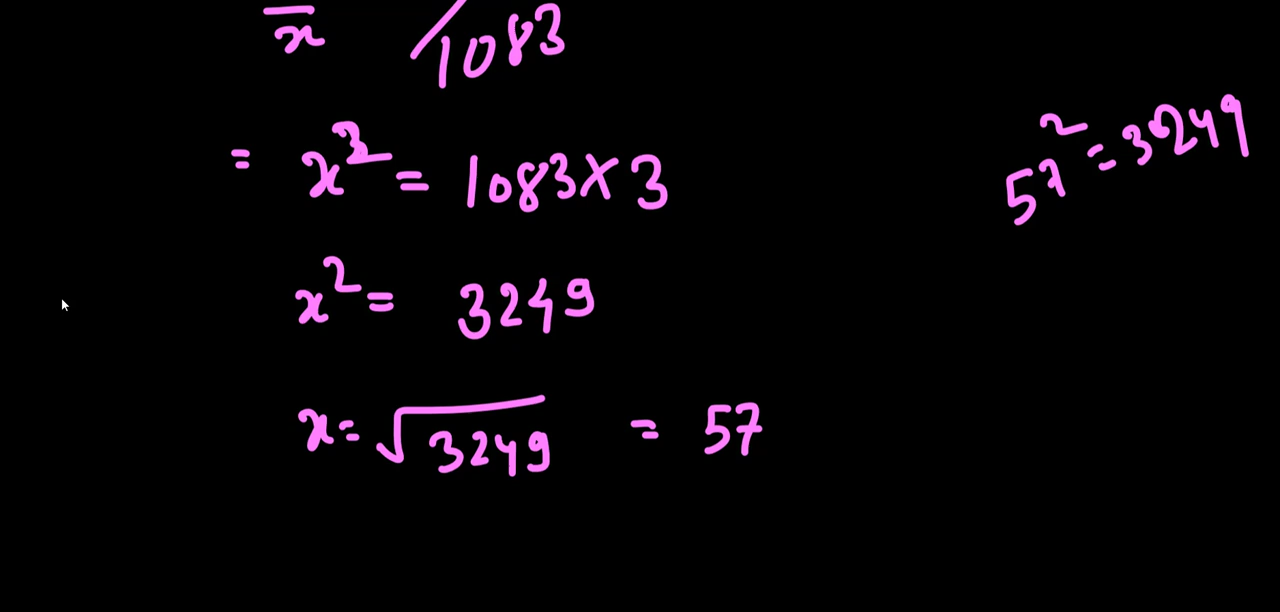 x / 1083
= x² = 1083 × 3
57² = 3249
x² = 3249
x = √3249 = 57